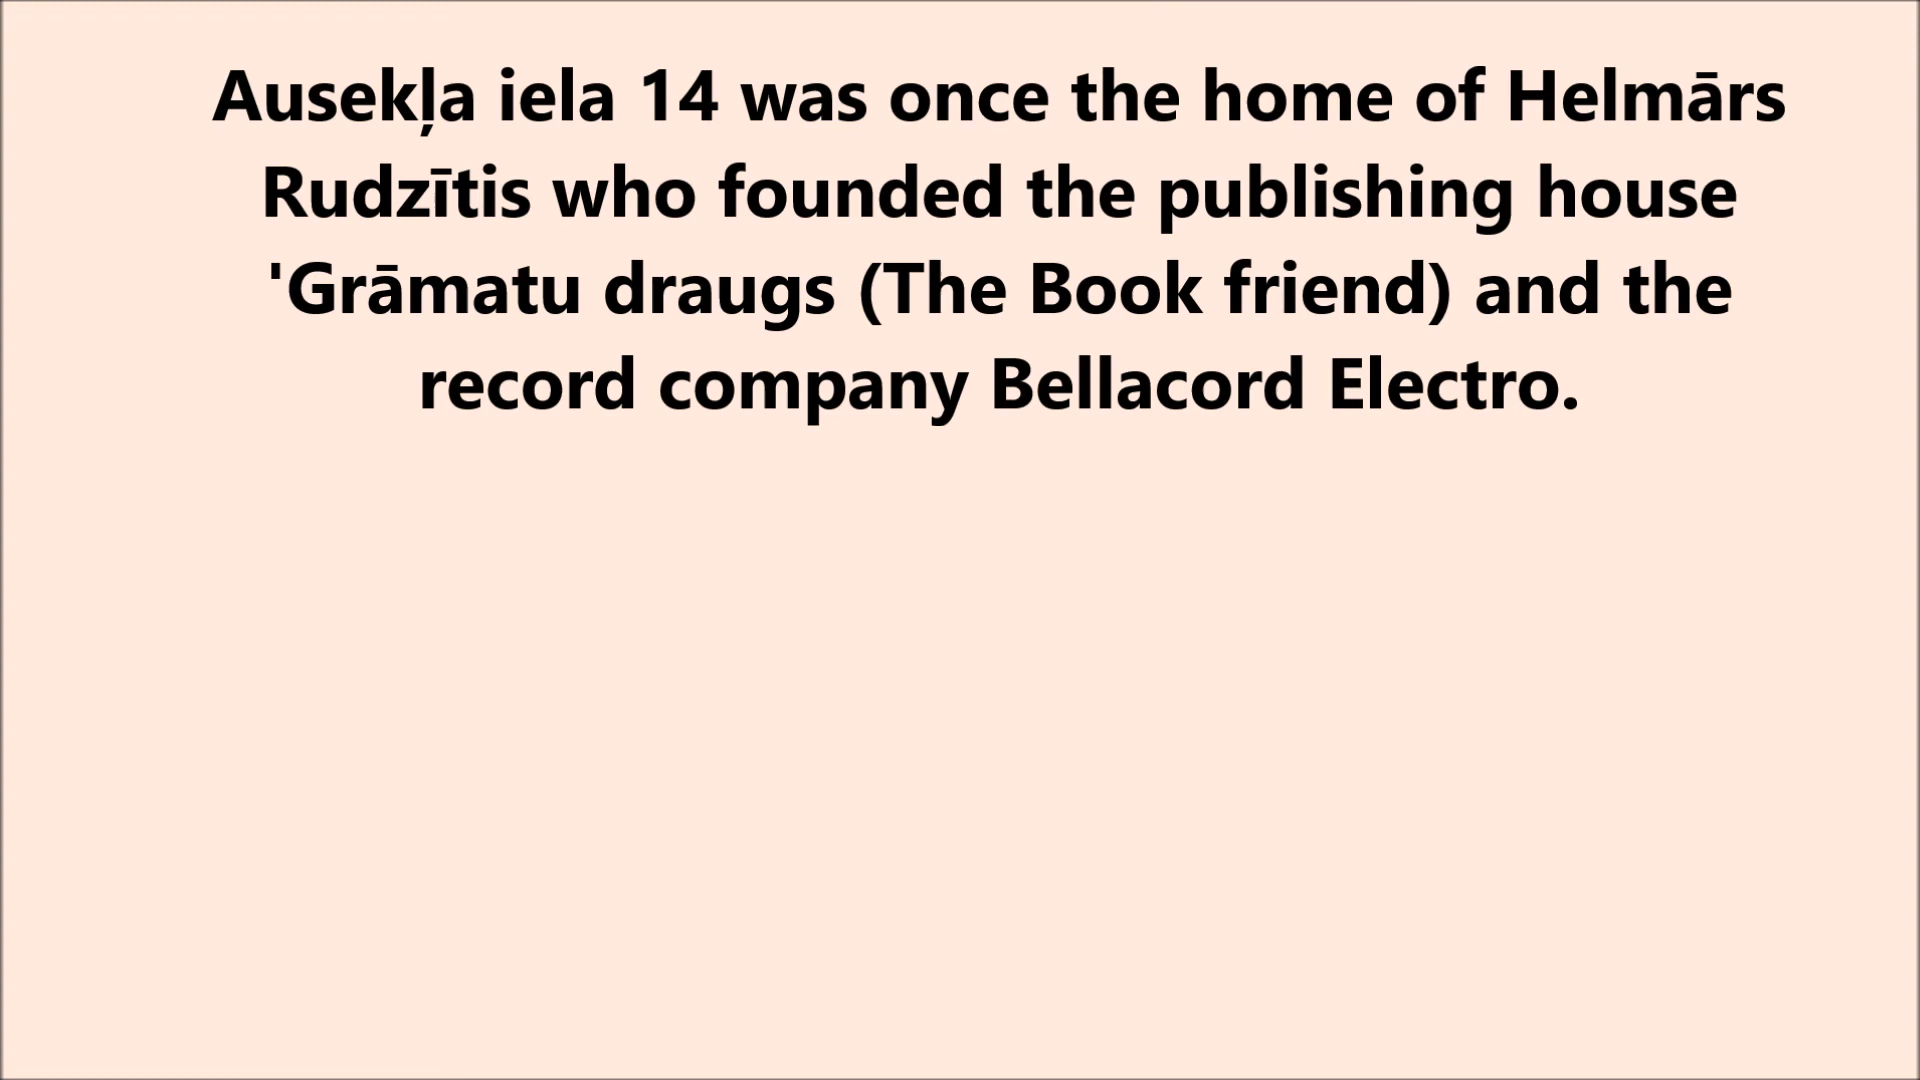 Ausekļa iela 14 was once the home of Helmārs
Rudzītis who founded the publishing house
'Grāmatu draugs (The Book friend) and the
record company Bellacord Electro.